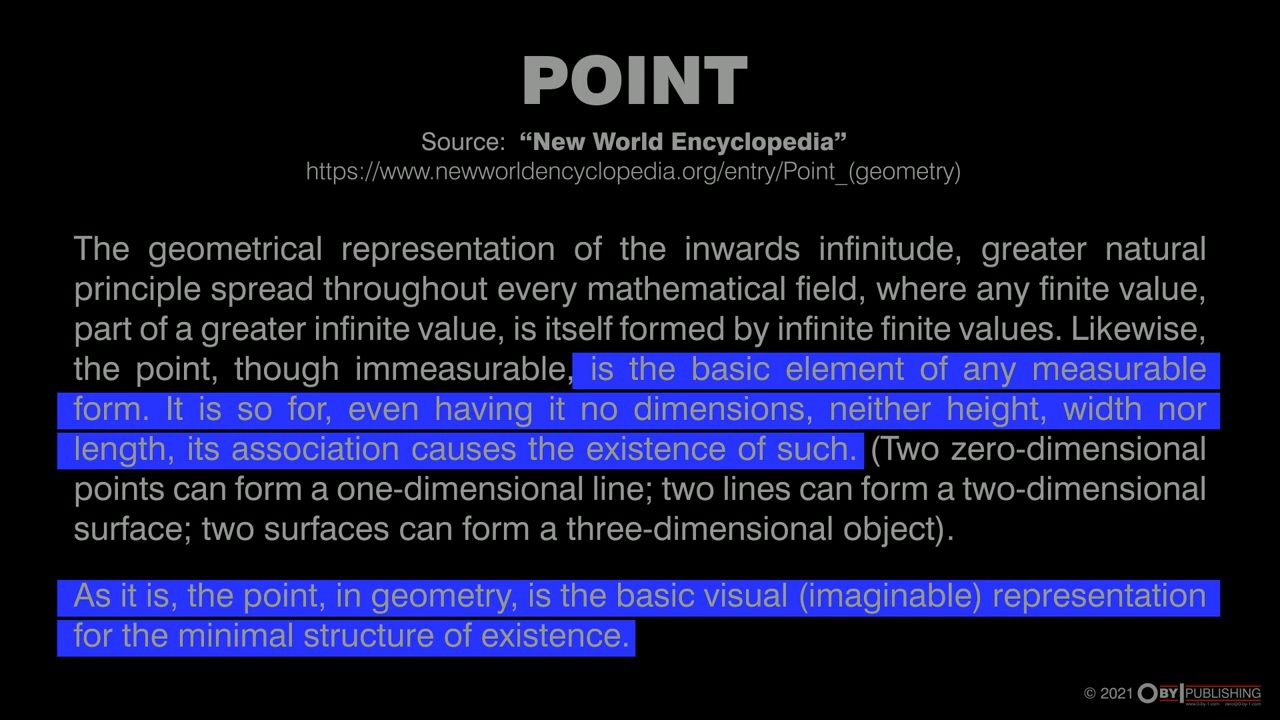 POINT
Source: “New World Encyclopedia”
https://www.newworldencyclopedia.org/entry/Point_(geometry)
The geometrical representation of the inwards infinitude, greater natural
principle spread throughout every mathematical field, where any finite value,
part of a greater infinite value, is itself formed by infinite finite values. Likewise,
the point, though immeasurable, is the basic element of any measurable
form. It is so for, even having it no dimensions, neither height, width nor
length, its association causes the existence of such. (Two zero-dimensional
points can form a one-dimensional line; two lines can form a two-dimensional
surface; two surfaces can form a three-dimensional object).
As it is, the point, in geometry, is the basic visual (imaginable) representation
for the minimal structure of existence.
© 2021 OBY1PUBLISHING